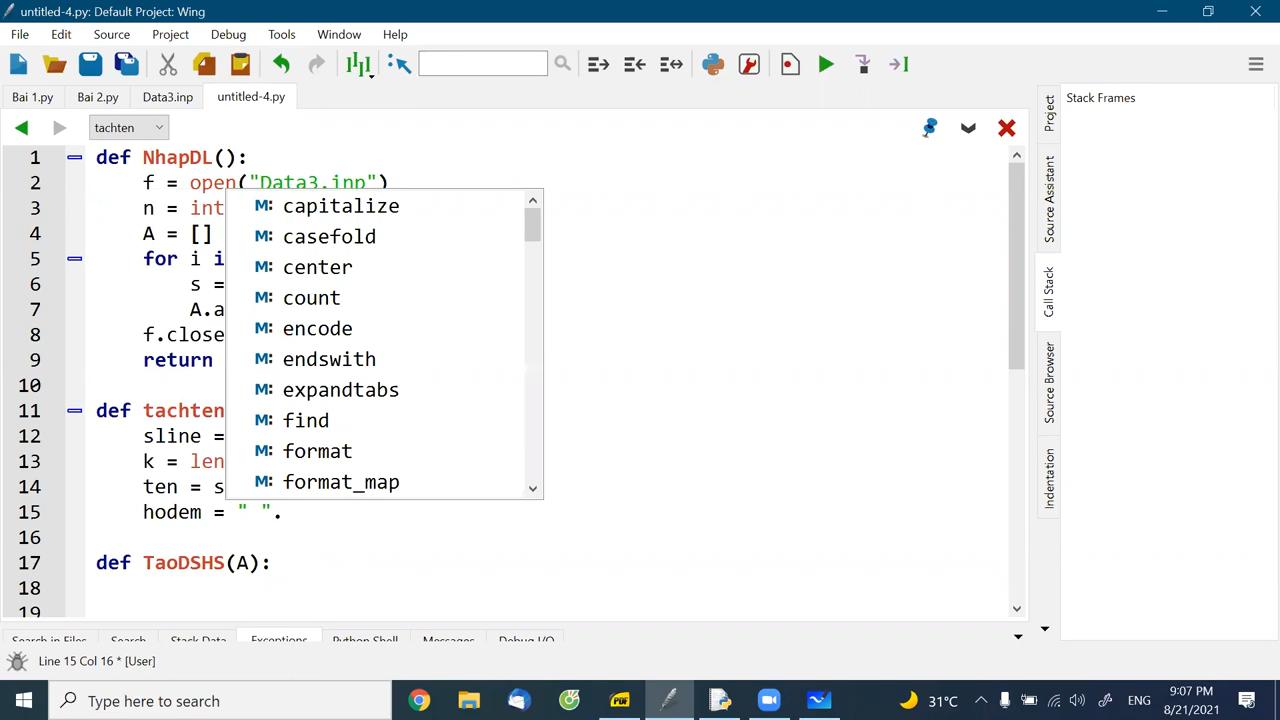 untitled-4.py: Default Project: Wing
File Edit Source Project Debug Tools Window Help
Bai 1.py Bai 2.py Data3.inp untitled-4.py
tachten
Stack Frames
1 def NhapDL():
2 f = open("Data3.inp")
3 n = int
4 A = []
5 for i i
6 s =
7 A.a
8 f.close
9 return
10
11 def tachten
12 sline =
13 k = len
14 ten = s
15 hodem = " ".
16
17 def TaoDSHS(A):
18
19
M: capitalize
M: casefold
M: center
M: count
M: encode
M: endswith
M: expandtabs
M: find
M: format
M: format_map
Project
Source Assistant
Call Stack
Source Browser
Indentation
Search in Files Search Stack Data Exceptions Python Shell Messages Debug I/O
Line 15 Col 16 * [User]
Type here to search
PDF
31°C ENG 9:07 PM
8/21/2021